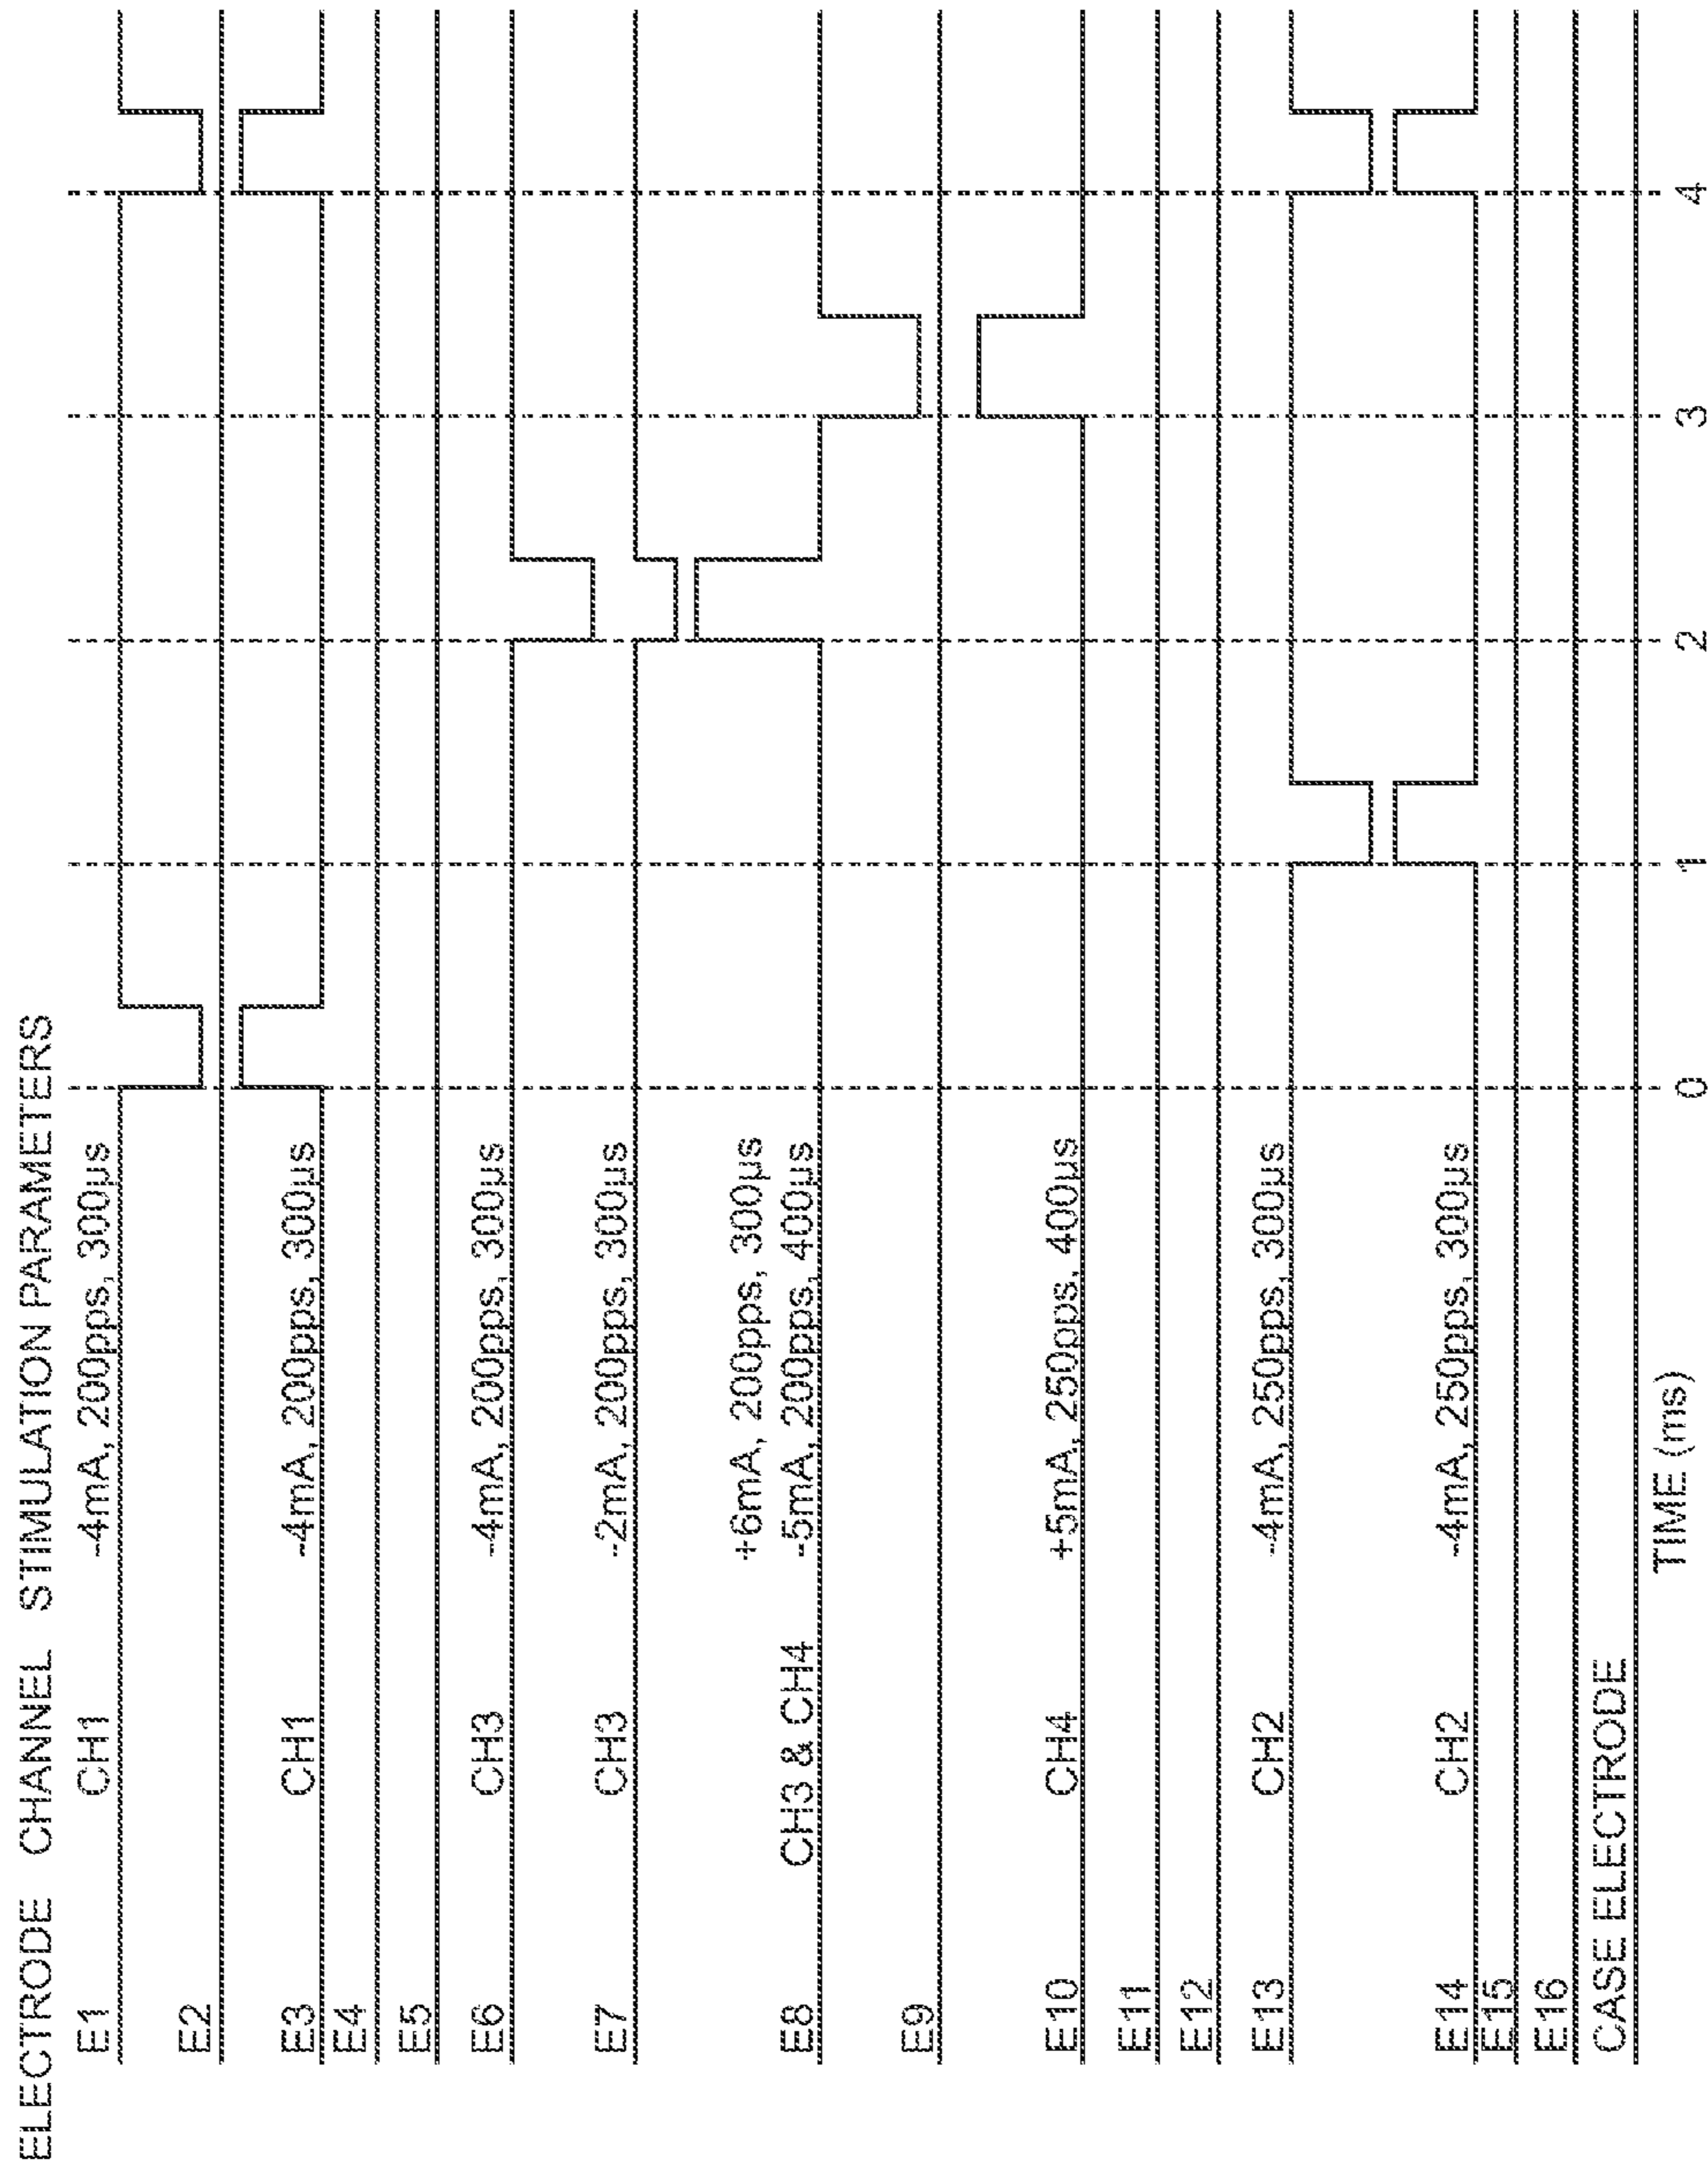 ELECTRODE CHANNEL STIMULATION PARAMETERS
E1 CH1 -4mA, 200pps, 300µs
E2
E3 CH1 -4mA, 200pps, 300µs
E4
E5
E6 CH3 -4mA, 200pps, 300µs
E7 CH3 -2mA, 200pps, 300µs
+6mA, 200pps, 300µs
E8 CH3 & CH4 -5mA, 200pps, 400µs
E9
E10 CH4 +5mA, 250pps, 400µs
E11
E12
E13 CH2 -4mA, 250pps, 300µs
E14 CH2 -4mA, 250pps, 300µs
E15
E16
CASE ELECTRODE
TIME (ms) 0 1 2 3 4